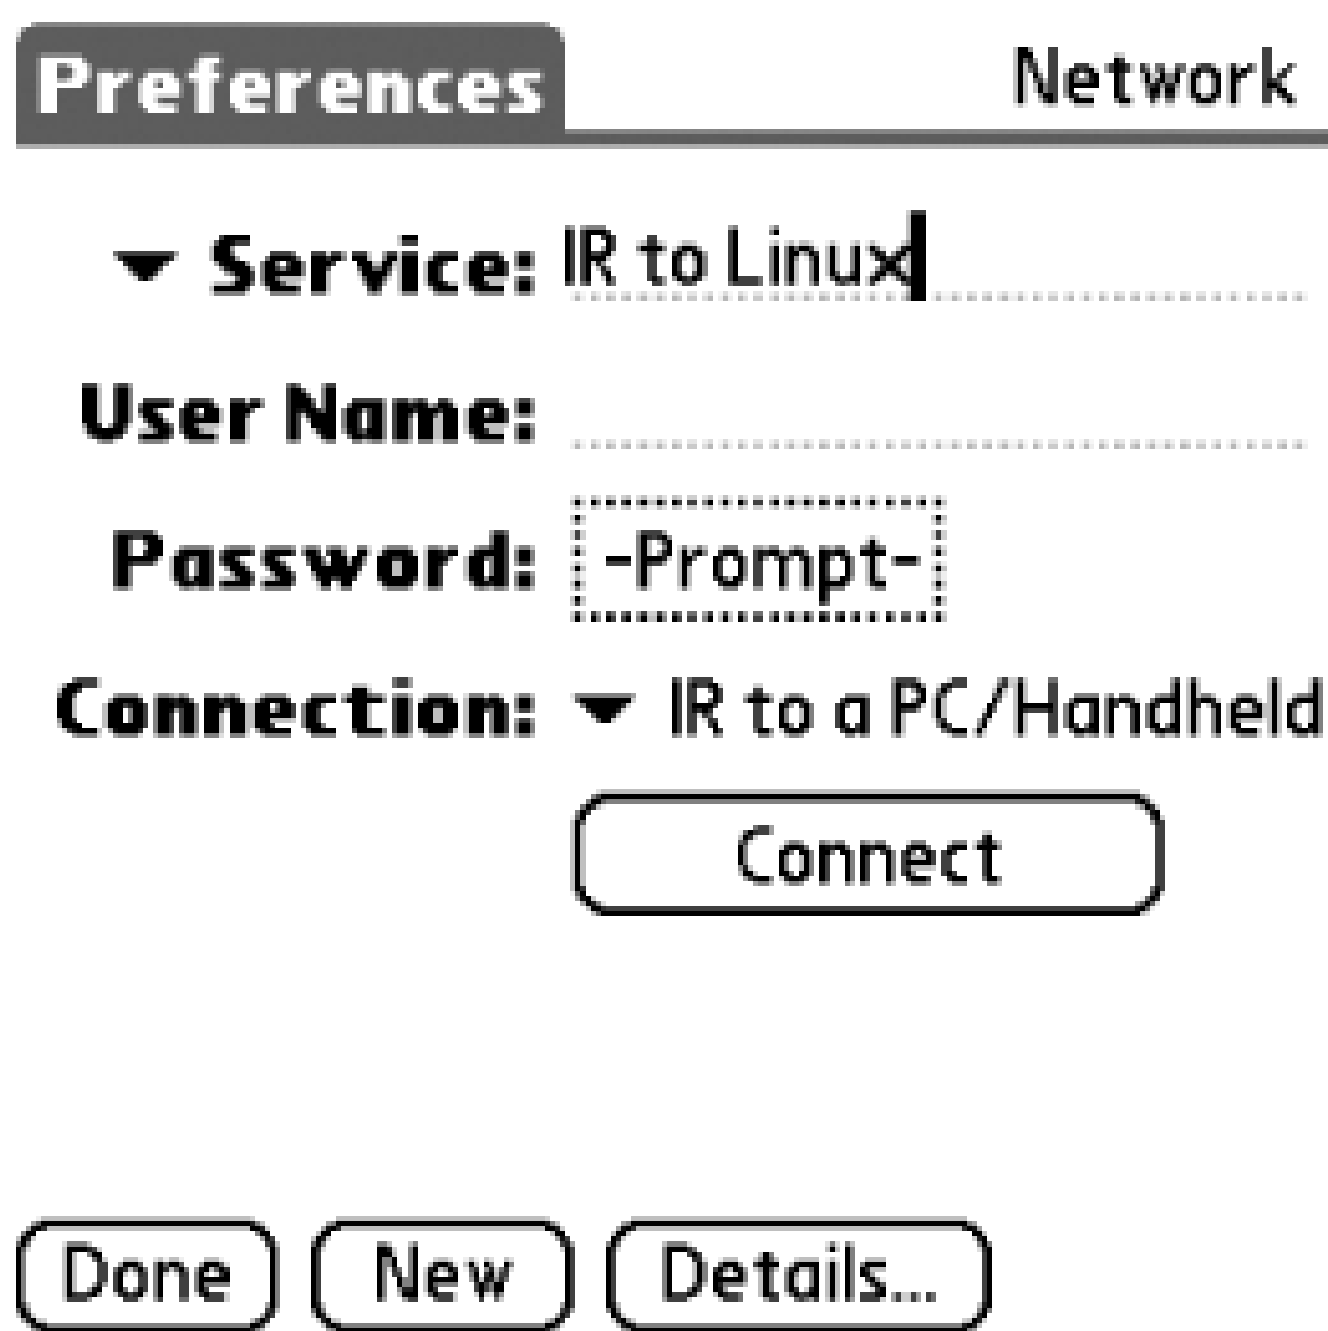 Preferences Network
Service: IR to Linux
User Name:
Password: -Prompt-
Connection: IR to a PC/Handheld
Connect
Done New Details...